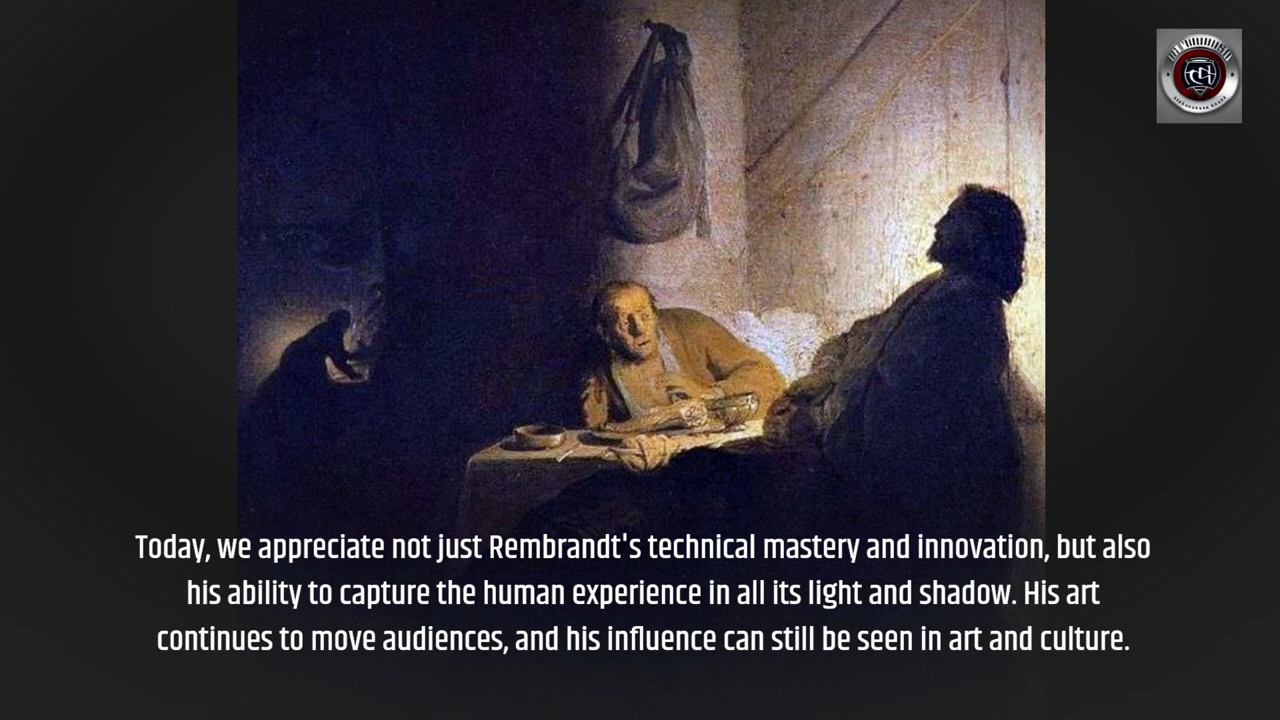 Today, we appreciate not just Rembrandt's technical mastery and innovation, but also
his ability to capture the human experience in all its light and shadow. His art
continues to move audiences, and his influence can still be seen in art and culture.